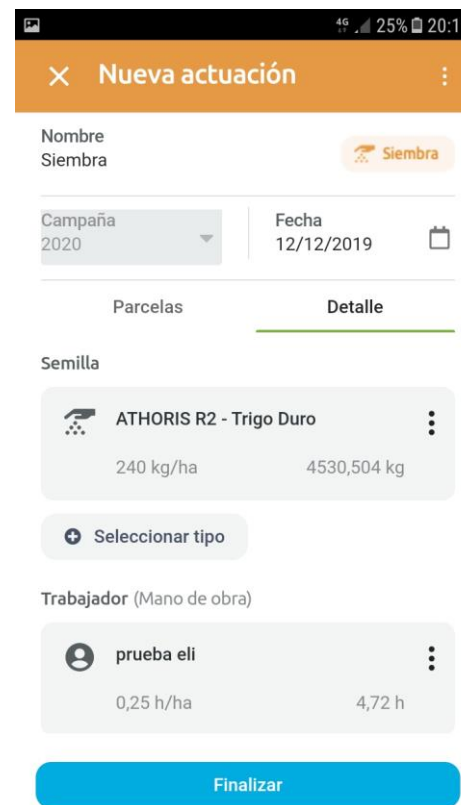 4G 25% 20:1
Nueva actuación
Nombre
Siembra
Siembra
Campaña
2020
Fecha
12/12/2019
Parcelas Detalle
Semilla
ATHORIS R2 - Trigo Duro
240 kg/ha 4530,504 kg
Seleccionar tipo
Trabajador (Mano de obra)
prueba eli
0,25 h/ha 4,72 h
Finalizar